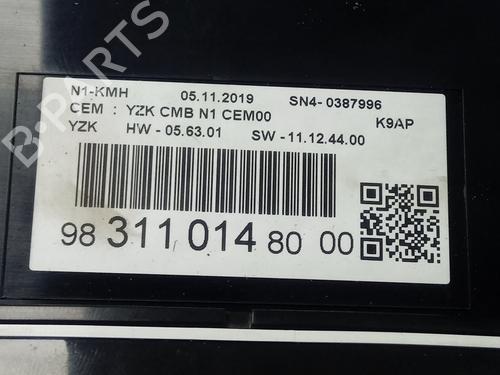 N1-KMH 05.11.2019 SN4- 0387996
CEM : YZK CMB N1 CEM00 K9AP
YZK HW - 05.63.01 SW - 11.12.44.00
98 311 014 80 00
B-PARTS